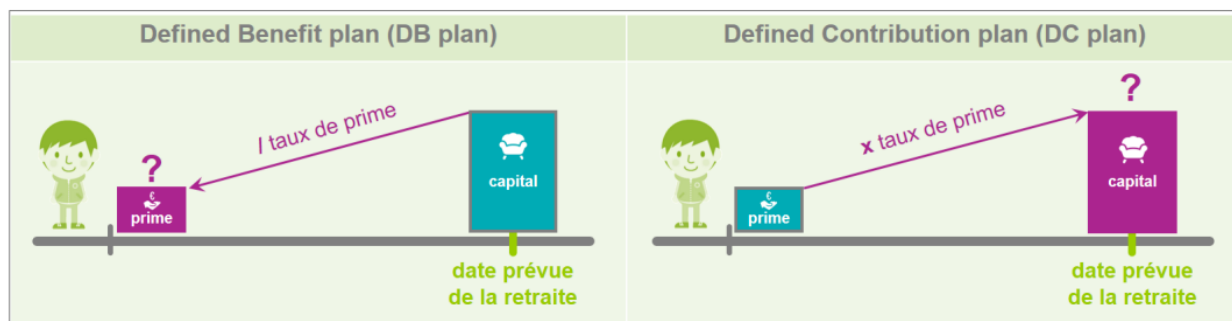 Defined Benefit plan (DB plan)
?
/ taux de prime
€
prime
capital
date prévue
de la retraite
Defined Contribution plan (DC plan)
€
prime
x taux de prime
?
capital
date prévue
de la retraite